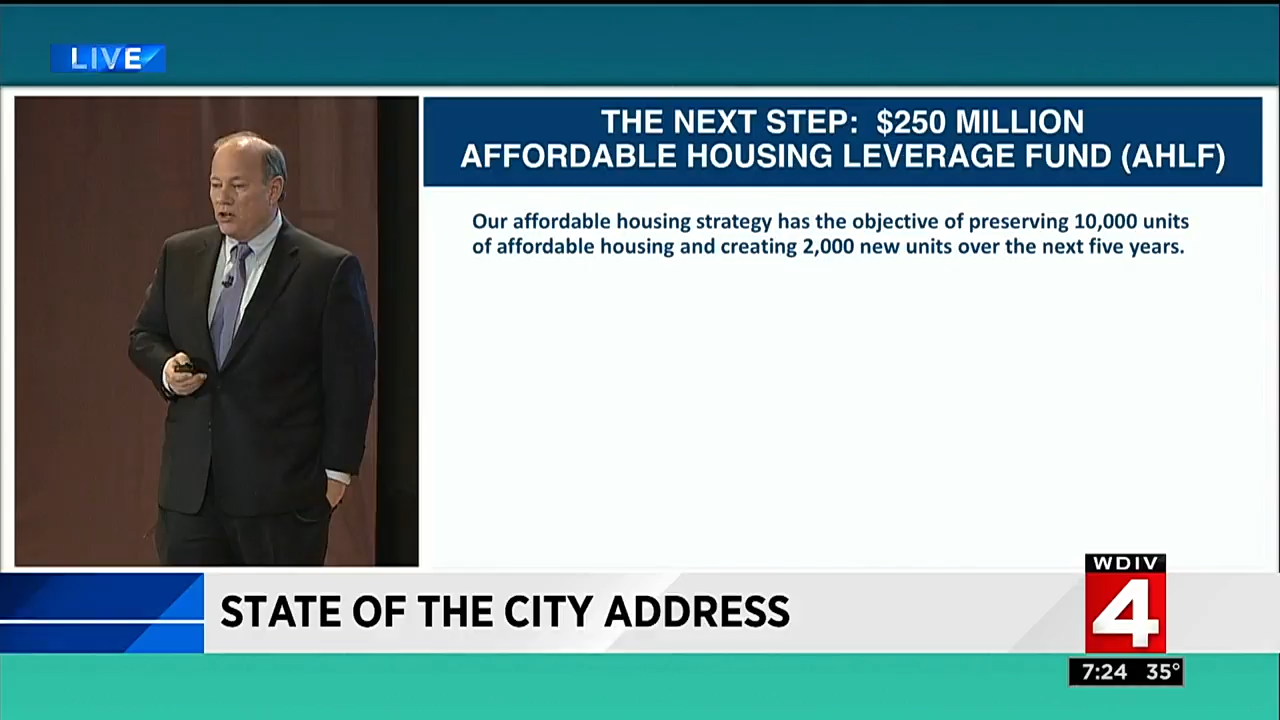 LIVE
THE NEXT STEP: $250 MILLION
AFFORDABLE HOUSING LEVERAGE FUND (AHLF)
Our affordable housing strategy has the objective of preserving 10,000 units
of affordable housing and creating 2,000 new units over the next five years.
STATE OF THE CITY ADDRESS
WDIV
4
7:24 35°